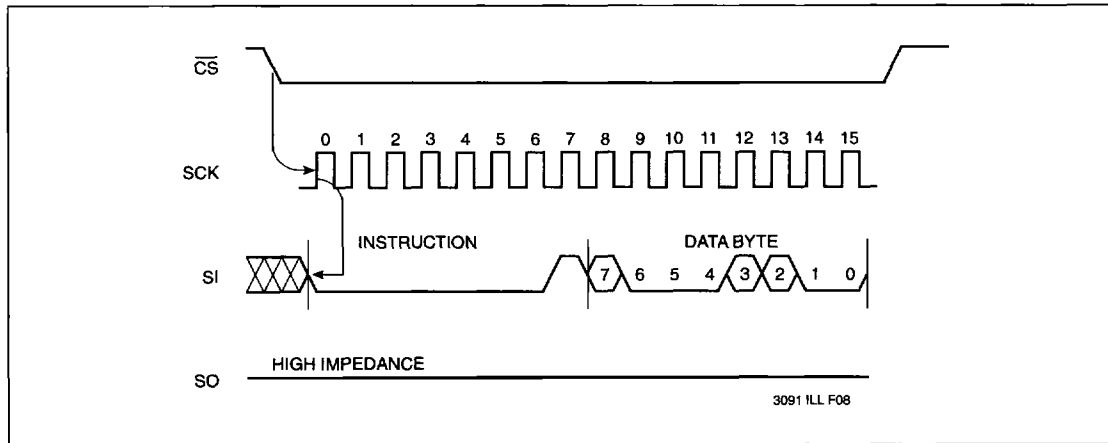 CS
0 1 2 3 4 5 6 7 8 9 10 11 12 13 14 15
SCK
INSTRUCTION DATA BYTE
SI 7 6 5 4 3 2 1 0
HIGH IMPEDANCE
SO
3091 ILL F08